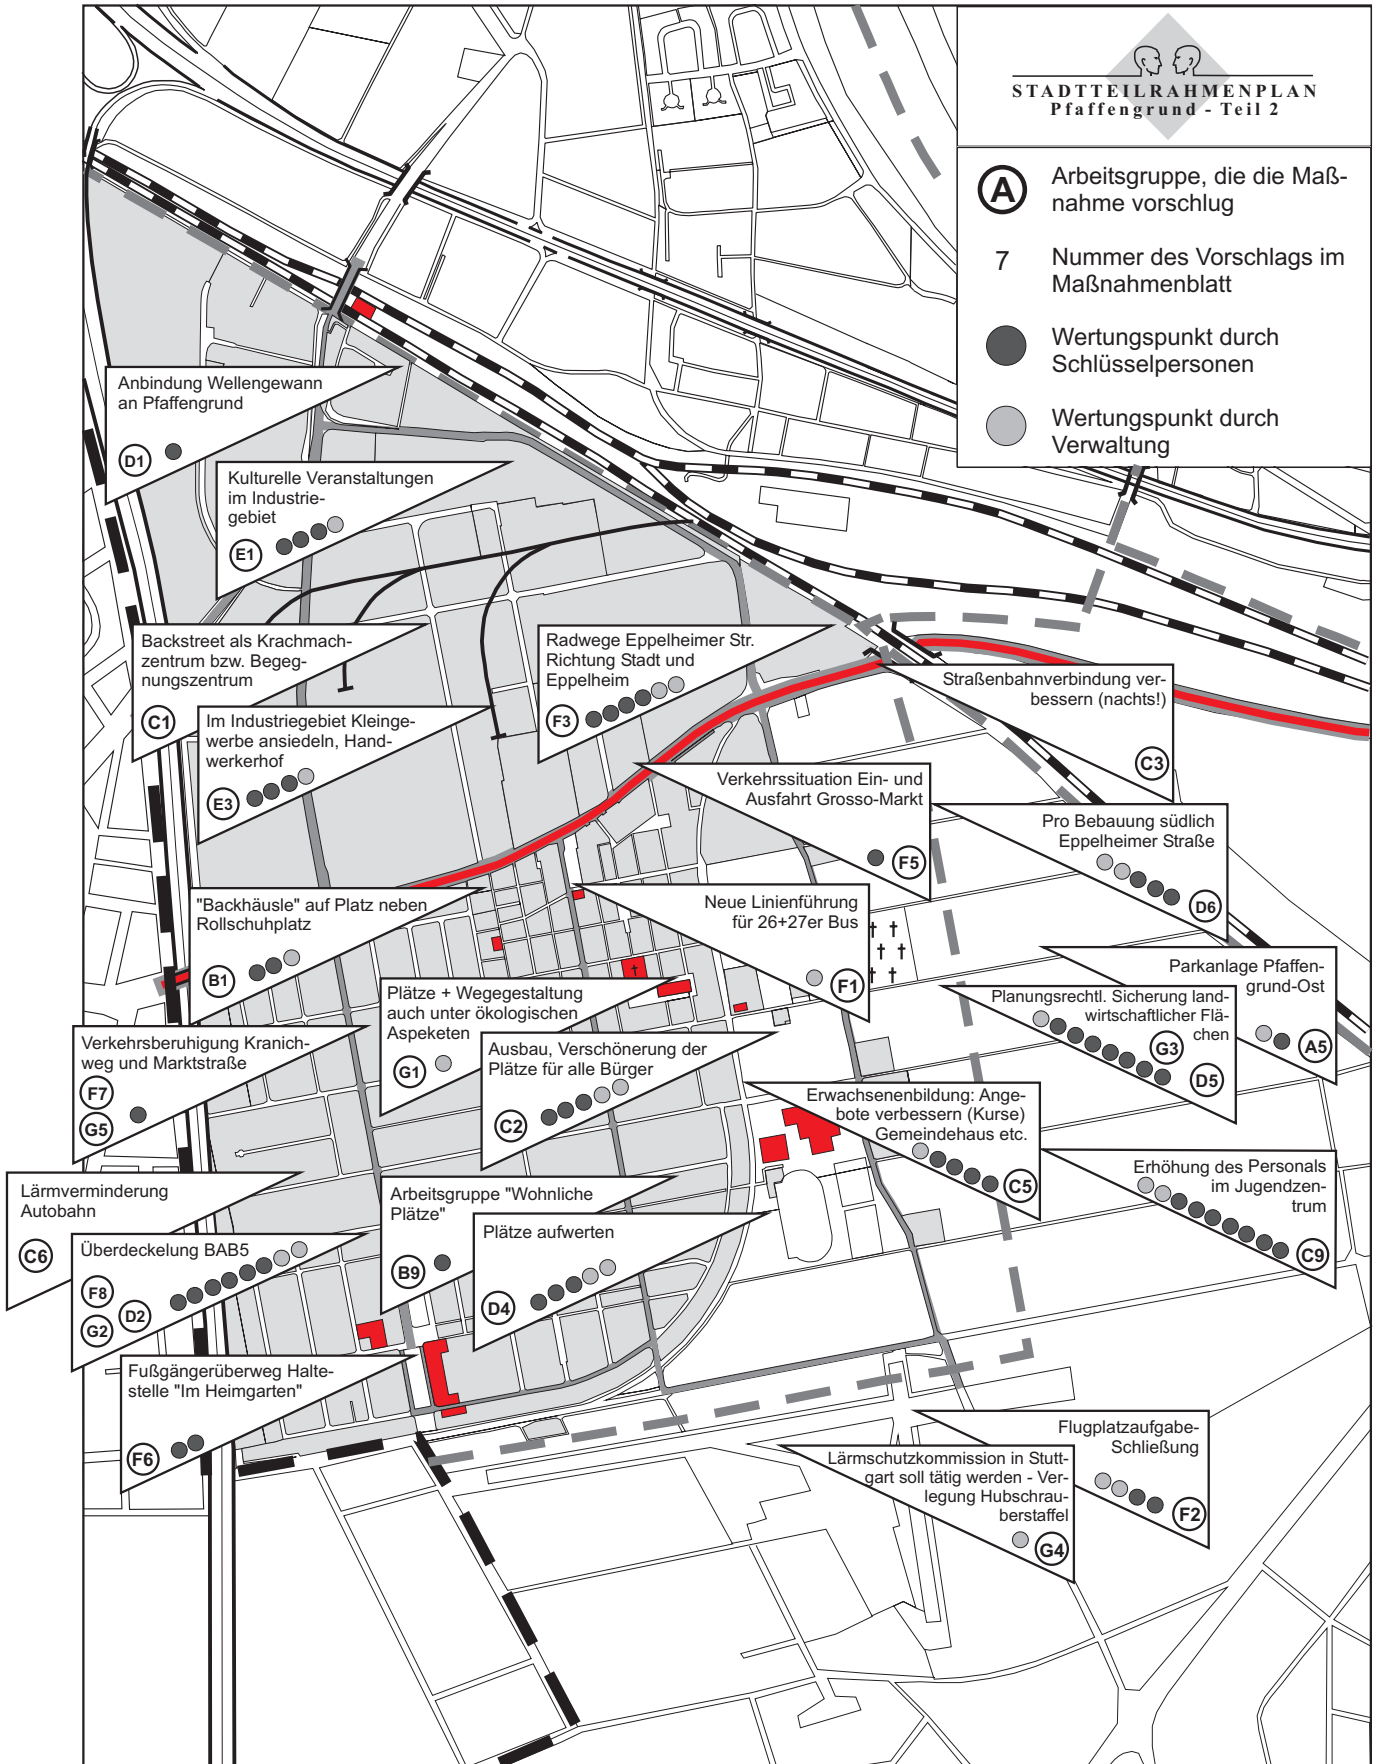 STADTTEILRAHMENPLAN
Pfaffengrund - Teil 2
A
Arbeitsgruppe, die die Maß-
nahme vorschlug
7
Nummer des Vorschlags im
Maßnahmenblatt
Wertungspunkt durch
Schlüsselpersonen
Wertungspunkt durch
Verwaltung
Anbindung Wellengewann
an Pfaffengrund
D1
Kulturelle Veranstaltungen
im Industrie-
gebiet
E1
Backstreet als Krachmach-
zentrum bzw. Begeg-
nungszentrum
C1
Radwege Eppelheimer Str.
Richtung Stadt und
Eppelheim
F3
Straßenbahnverbindung ver-
bessern (nachts!)
C3
Im Industriegebiet Kleinge-
werbe ansiedeln, Hand-
werkerhof
E3
Verkehrssituation Ein- und
Ausfahrt Grosso-Markt
F5
Pro Bebauung südlich
Eppelheimer Straße
D6
"Backhäusle" auf Platz neben
Rollschuhplatz
B1
Neue Linienführung
für 26+27er Bus
F1
Parkanlage Pfaffen-
grund-Ost
A5
Plätze + Wegegestaltung
auch unter ökologischen
Aspeketen
G1
Planungsrechtl. Sicherung land-
wirtschaftlicher Flä-
chen
G3
D5
Verkehrsberuhigung Kranich-
weg und Marktstraße
F7
G5
Ausbau, Verschönerung der
Plätze für alle Bürger
C2
Erwachsenenbildung: Ange-
bote verbessern (Kurse)
Gemeindehaus etc.
C5
Erhöhung des Personals
im Jugendzen-
trum
C9
Lärmverminderung
Autobahn
C6
Arbeitsgruppe "Wohnliche
Plätze"
B9
Plätze aufwerten
D4
Überdeckelung BAB5
F8
D2
G2
Fußgängerüberweg Halte-
stelle "Im Heimgarten"
F6
Flugplatzaufgabe-
Schließung
F2
Lärmschutzkommission in Stutt-
gart soll tätig werden - Ver-
legung Hubschrau-
berstaffel
G4